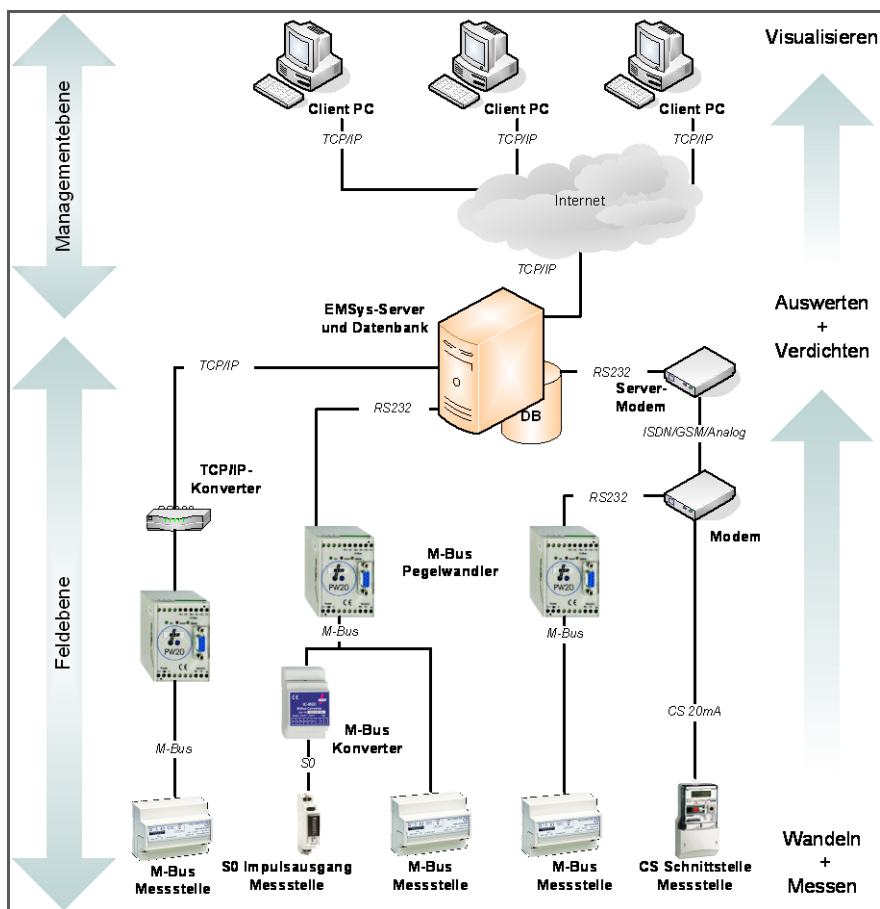 Managementebene
Visualisieren
Client PC
Client PC
Client PC
TCP/IP
TCP/IP
TCP/IP
Internet
TCP/IP
EMSys-Server
und Datenbank
Auswerten
+
Verdichten
TCP/IP
RS232
DB
RS232
Server-
Modem
ISDN/GSM/Analog
Feldebene
TCP/IP-
Konverter
RS232
Modem
M-Bus
Pegelwandler
PW20
PW20
PW20
M-Bus
M-Bus
M-Bus
Konverter
M-Bus
S0
CS 20mA
M-Bus
Messstelle
S0 Impulsausgang
Messstelle
M-Bus
Messstelle
M-Bus
Messstelle
CS Schnittstelle
Messstelle
Wandeln
+
Messen